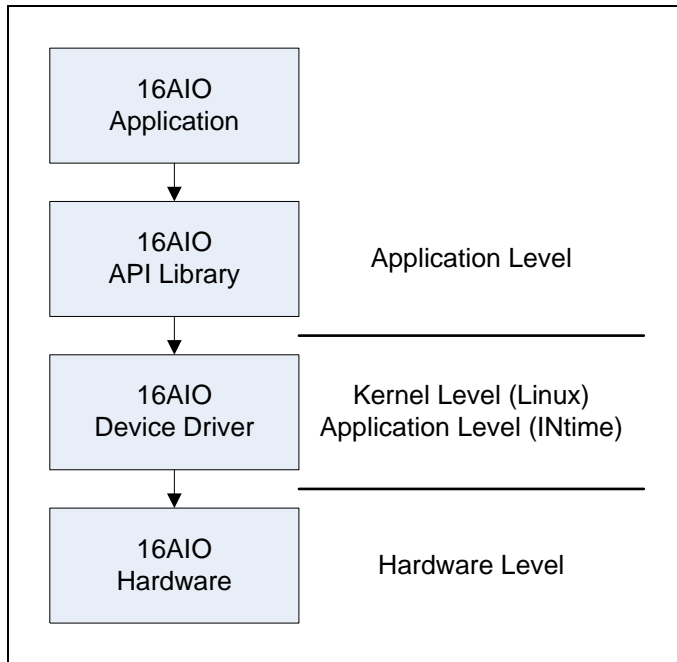 16AIO
Application
16AIO
API Library
Application Level
16AIO
Device Driver
Kernel Level (Linux)
Application Level (INtime)
16AIO
Hardware
Hardware Level